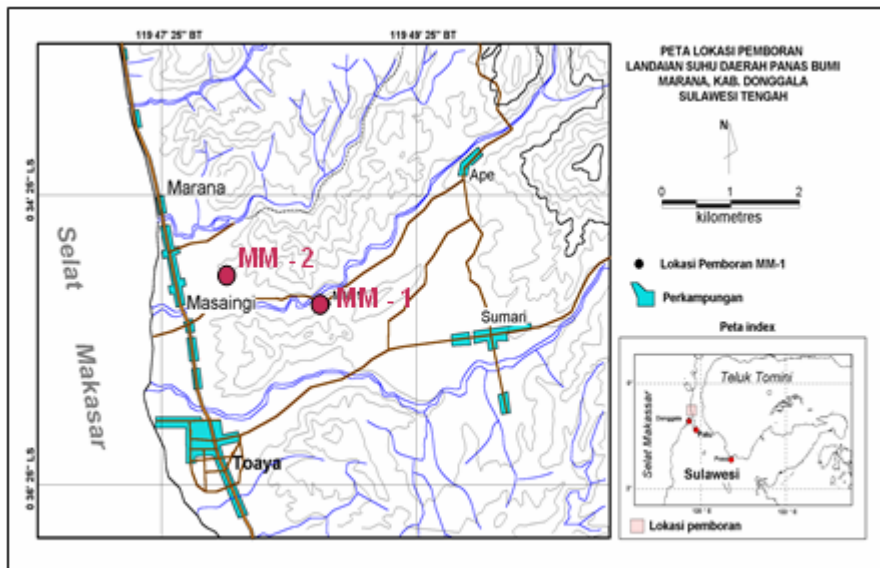 119 47' 25" BT
119 49' 25" BT
0 34' 25" LS
0 36' 25" LS
Marana
Ape
MM - 2
MM - 1
Masaingi
Sumari
Toaya
Selat
Makasar
PETA LOKASI PEMBORAN
LANDAIAN SUHU DAERAH PANAS BUMI
MARANA, KAB. DONGGALA
SULAWESI TENGAH
N
0 1 2
kilometres
Lokasi Pemboran MM-1
Perkampungan
Peta index
Teluk Tomini
Selat Makassar
Donggala
Palu
Poso
Sulawesi
Lokasi pemboran